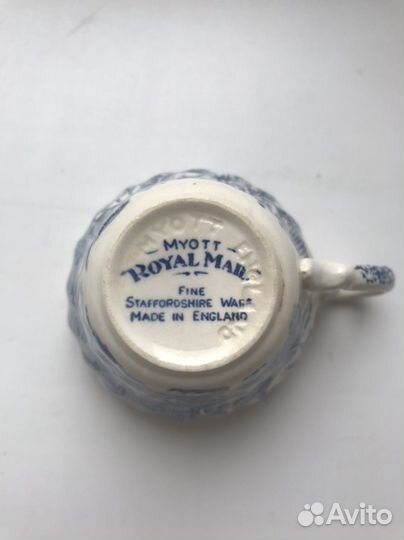 MYOTT
ROYAL MAIL
FINE
STAFFORDSHIRE WARE
MADE IN ENGLAND
MYOTT ENGLAND
Avito